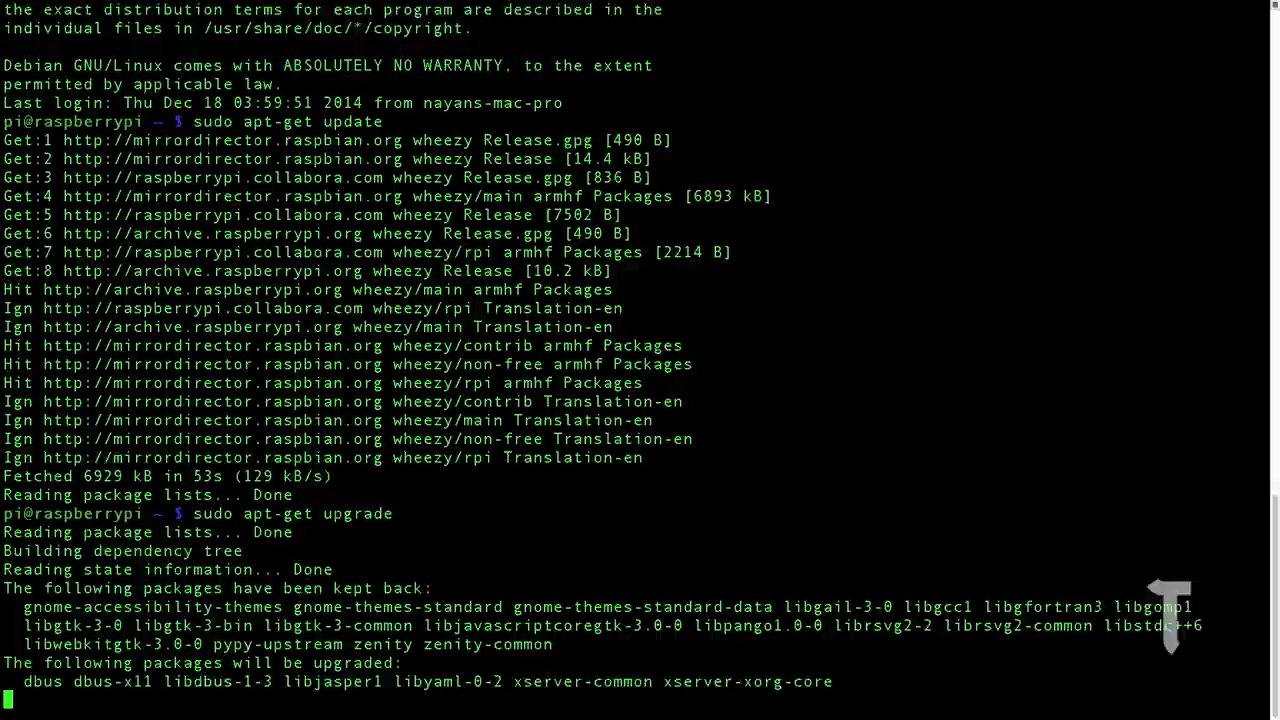 the exact distribution terms for each program are described in the
individual files in /usr/share/doc/*/copyright.
Debian GNU/Linux comes with ABSOLUTELY NO WARRANTY, to the extent
permitted by applicable law.
Last login: Thu Dec 18 03:59:51 2014 from nayans-mac-pro
pi@raspberrypi ~ $ sudo apt-get update
Get:1 http://mirrordirector.raspbian.org wheezy Release.gpg [490 B]
Get:2 http://mirrordirector.raspbian.org wheezy Release [14.4 kB]
Get:3 http://raspberrypi.collabora.com wheezy Release.gpg [836 B]
Get:4 http://mirrordirector.raspbian.org wheezy/main armhf Packages [6893 kB]
Get:5 http://raspberrypi.collabora.com wheezy Release [7502 B]
Get:6 http://archive.raspberrypi.org wheezy Release.gpg [490 B]
Get:7 http://raspberrypi.collabora.com wheezy/rpi armhf Packages [2214 B]
Get:8 http://archive.raspberrypi.org wheezy Release [10.2 kB]
Hit http://archive.raspberrypi.org wheezy/main armhf Packages
Ign http://raspberrypi.collabora.com wheezy/rpi Translation-en
Ign http://archive.raspberrypi.org wheezy/main Translation-en
Hit http://mirrordirector.raspbian.org wheezy/contrib armhf Packages
Hit http://mirrordirector.raspbian.org wheezy/non-free armhf Packages
Hit http://mirrordirector.raspbian.org wheezy/rpi armhf Packages
Ign http://mirrordirector.raspbian.org wheezy/contrib Translation-en
Ign http://mirrordirector.raspbian.org wheezy/main Translation-en
Ign http://mirrordirector.raspbian.org wheezy/non-free Translation-en
Ign http://mirrordirector.raspbian.org wheezy/rpi Translation-en
Fetched 6929 kB in 53s (129 kB/s)
Reading package lists... Done
pi@raspberrypi ~ $ sudo apt-get upgrade
Reading package lists... Done
Building dependency tree
Reading state information... Done
The following packages have been kept back:
gnome-accessibility-themes gnome-themes-standard gnome-themes-standard-data libgail-3-0 libgcc1 libgfortran3 libgomp1
libgtk-3-0 libgtk-3-bin libgtk-3-common libjavascriptcoregtk-3.0-0 libpango1.0-0 librsvg2-2 librsvg2-common libstdc++6
libwebkitgtk-3.0-0 pypy-upstream zenity zenity-common
The following packages will be upgraded:
dbus dbus-x11 libdbus-1-3 libjasper1 libyaml-0-2 xserver-common xserver-xorg-core